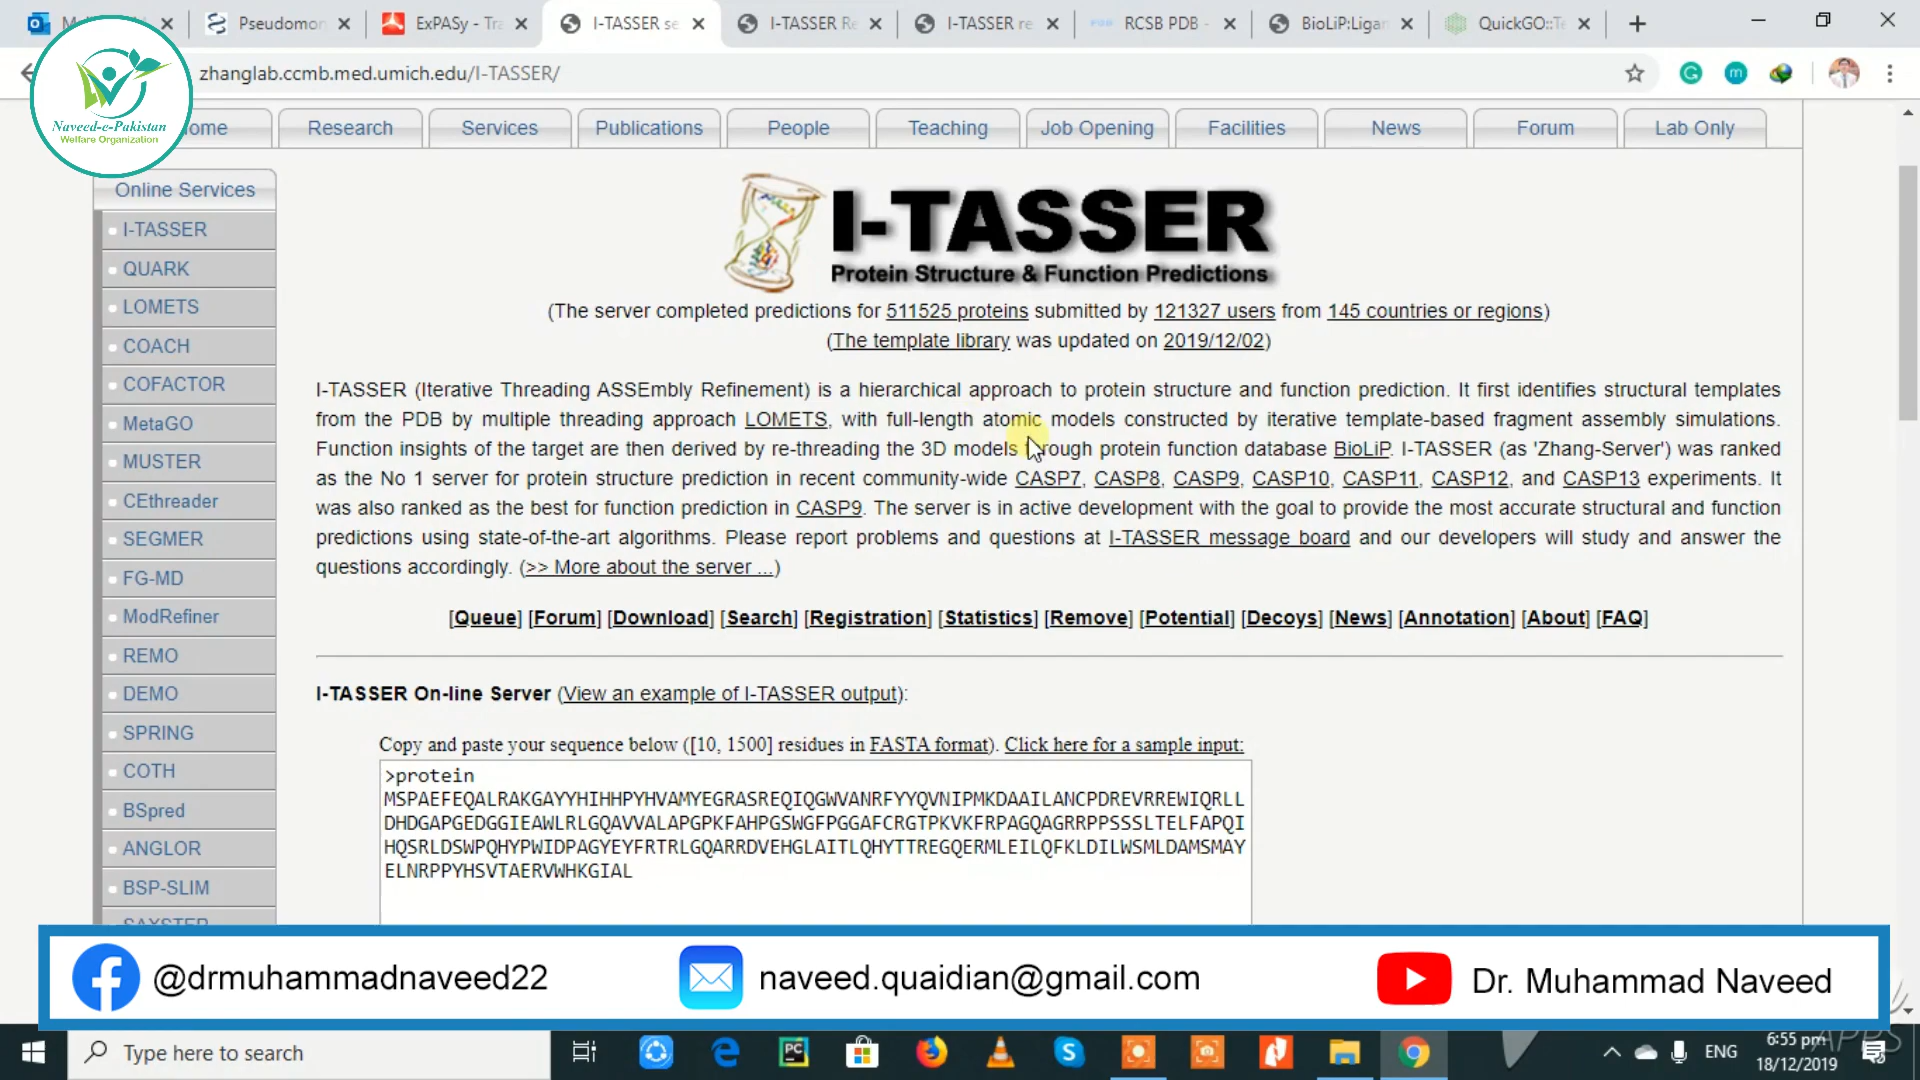 Pseudomon
ExPASy - Tra
I-TASSER se
I-TASSER Re
I-TASSER re
RCSB PDB -
BioLiP:Ligan
QuickGO::Te
zhanglab.ccmb.med.umich.edu/I-TASSER/
Naveed-e-Pakistan
Welfare Organization
ome
Research
Services
Publications
People
Teaching
Job Opening
Facilities
News
Forum
Lab Only
Online Services
I-TASSER
QUARK
LOMETS
COACH
COFACTOR
MetaGO
MUSTER
CEthreader
SEGMER
FG-MD
ModRefiner
REMO
DEMO
SPRING
COTH
BSpred
ANGLOR
BSP-SLIM
SAXSTER
I-TASSER
Protein Structure & Function Predictions
(The server completed predictions for 511525 proteins submitted by 121327 users from 145 countries or regions)
(The template library was updated on 2019/12/02)
I-TASSER (Iterative Threading ASSEmbly Refinement) is a hierarchical approach to protein structure and function prediction. It first identifies structural templates
from the PDB by multiple threading approach LOMETS, with full-length atomic models constructed by iterative template-based fragment assembly simulations.
Function insights of the target are then derived by re-threading the 3D models through protein function database BioLiP. I-TASSER (as 'Zhang-Server') was ranked
as the No 1 server for protein structure prediction in recent community-wide CASP7, CASP8, CASP9, CASP10, CASP11, CASP12, and CASP13 experiments. It
was also ranked as the best for function prediction in CASP9. The server is in active development with the goal to provide the most accurate structural and function
predictions using state-of-the-art algorithms. Please report problems and questions at I-TASSER message board and our developers will study and answer the
questions accordingly. (>> More about the server ...)
[Queue] [Forum] [Download] [Search] [Registration] [Statistics] [Remove] [Potential] [Decoys] [News] [Annotation] [About] [FAQ]
I-TASSER On-line Server (View an example of I-TASSER output):
Copy and paste your sequence below ([10, 1500] residues in FASTA format). Click here for a sample input:
>protein
MSPAEFEQALRAKGAYYHIHHPYHVAMYEGRASREQIQGWVANRFYYQVNIPMKDAAILANCPDREVRREWIQRLL
DHDGAPGEDGGIEAWLRLGQAVVALAPGPKFAHPGSWGFPGGAFCRGTPKVKFRPAGQAGRRPPSSSLTELFAPQI
HQSRLDSWPQHYPWIDPAGYEYFRTRLGQARRDVEHGLAITLQHYTTREGQERMLEILQFKLDILWSMLDAMSMAY
ELNRPPYHSVTAERVWHKGIAL
@drmuhammadnaveed22
naveed.quaidian@gmail.com
Dr. Muhammad Naveed
Type here to search
ENG
6:55 pm
18/12/2019
APPS